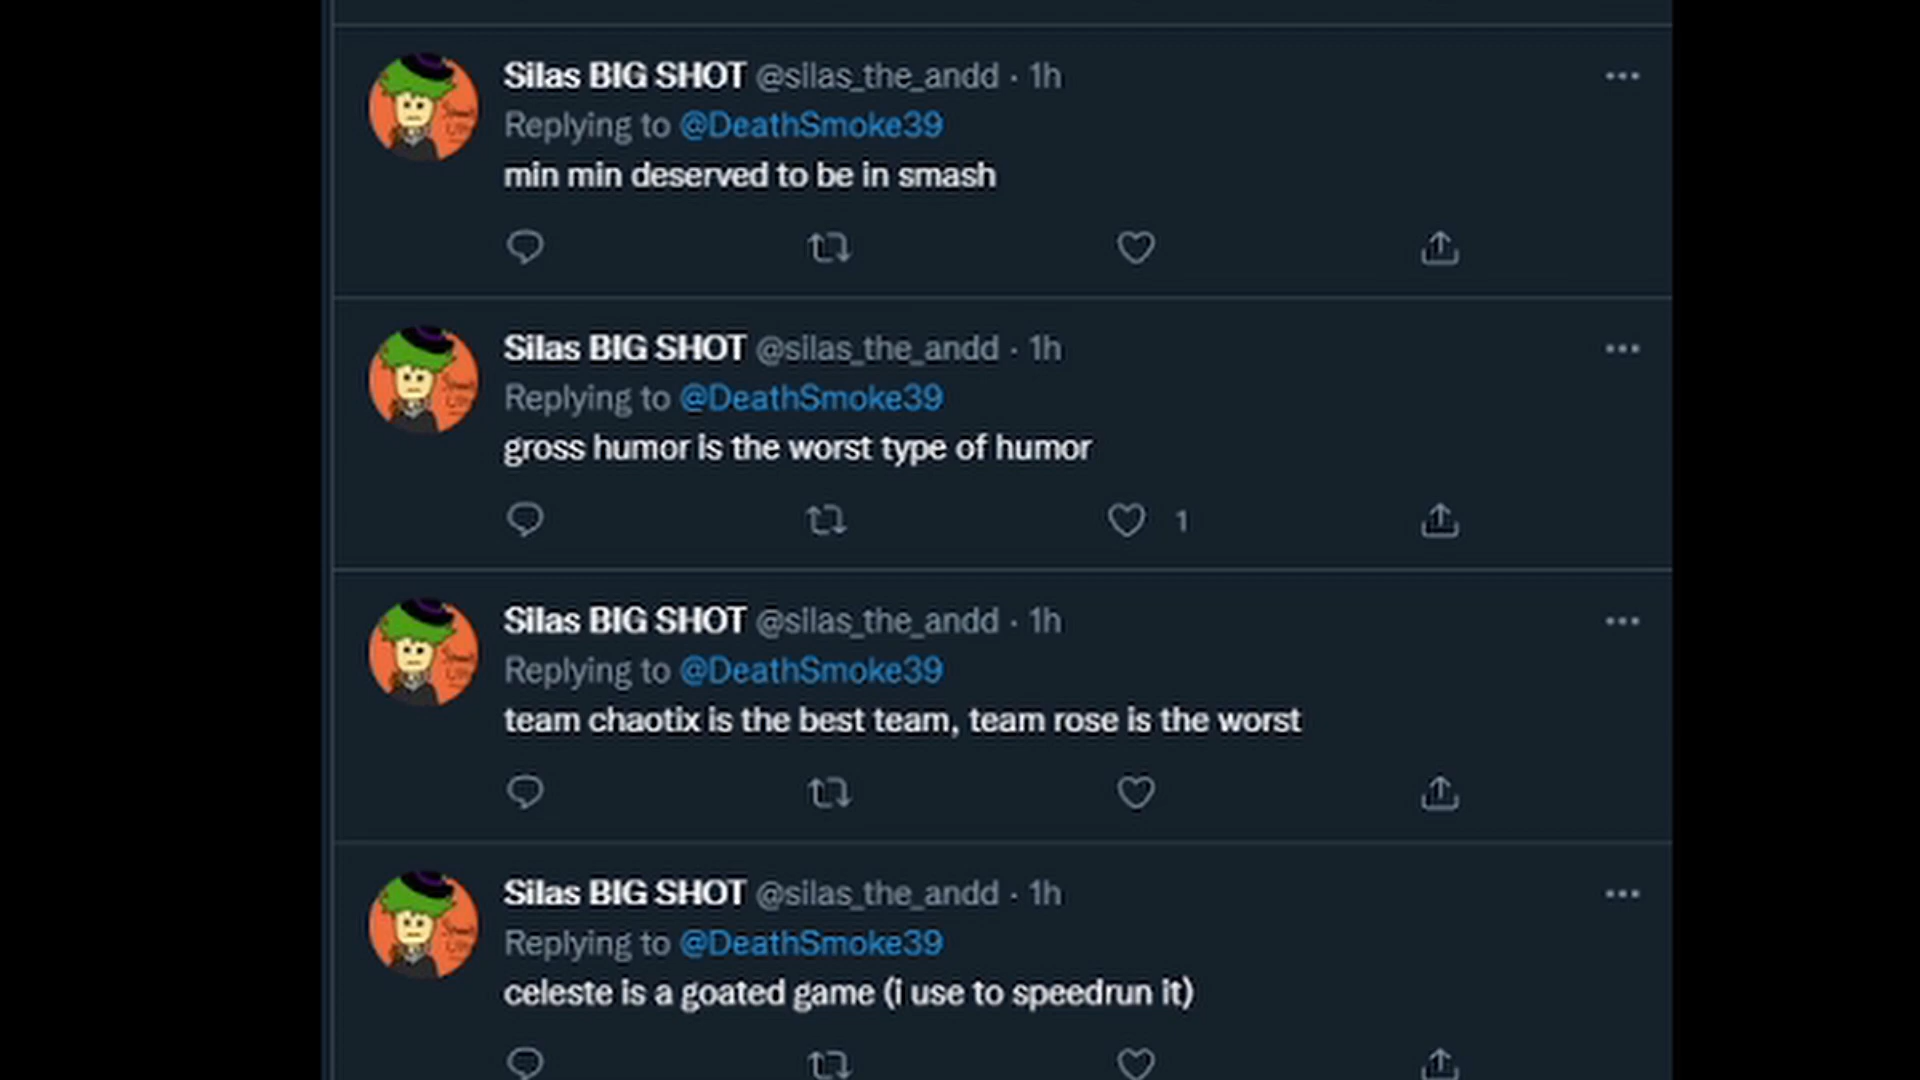 Silas BIG SHOT @silas_the_andd · 1h
Replying to @DeathSmoke39
min min deserved to be in smash
Silas BIG SHOT @silas_the_andd · 1h
Replying to @DeathSmoke39
gross humor is the worst type of humor
1
Silas BIG SHOT @silas_the_andd · 1h
Replying to @DeathSmoke39
team chaotix is the best team, team rose is the worst
Silas BIG SHOT @silas_the_andd · 1h
Replying to @DeathSmoke39
celeste is a goated game (i use to speedrun it)